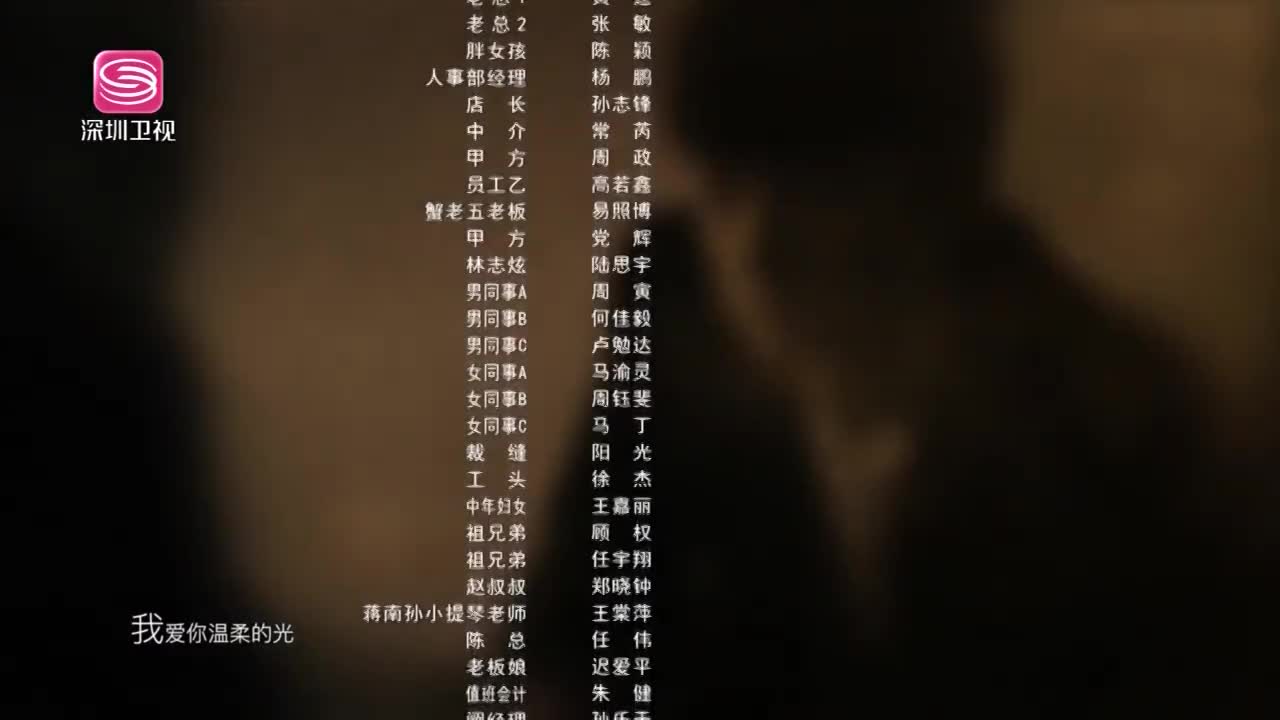 老总2 张敏
胖女孩 陈颖
人事部经理 杨鹏
店长 孙志锋
中介 常芮
甲方 周政
员工乙 高若鑫
蟹老五老板 易照博
甲方 党辉
林志炫 陆思宇
男同事A 周寅
男同事B 何佳毅
男同事C 卢勉达
女同事A 马渝灵
女同事B 周钰斐
女同事C 马丁
裁缝 阳光
工头 徐杰
中年妇女 王嘉丽
祖兄弟 顾权
祖兄弟 任宇翔
赵叔叔 郑晓钟
蒋南孙小提琴老师 王棠萍
陈总 任伟
老板娘 迟爱平
值班会计 朱健
深圳卫视
我爱你温柔的光